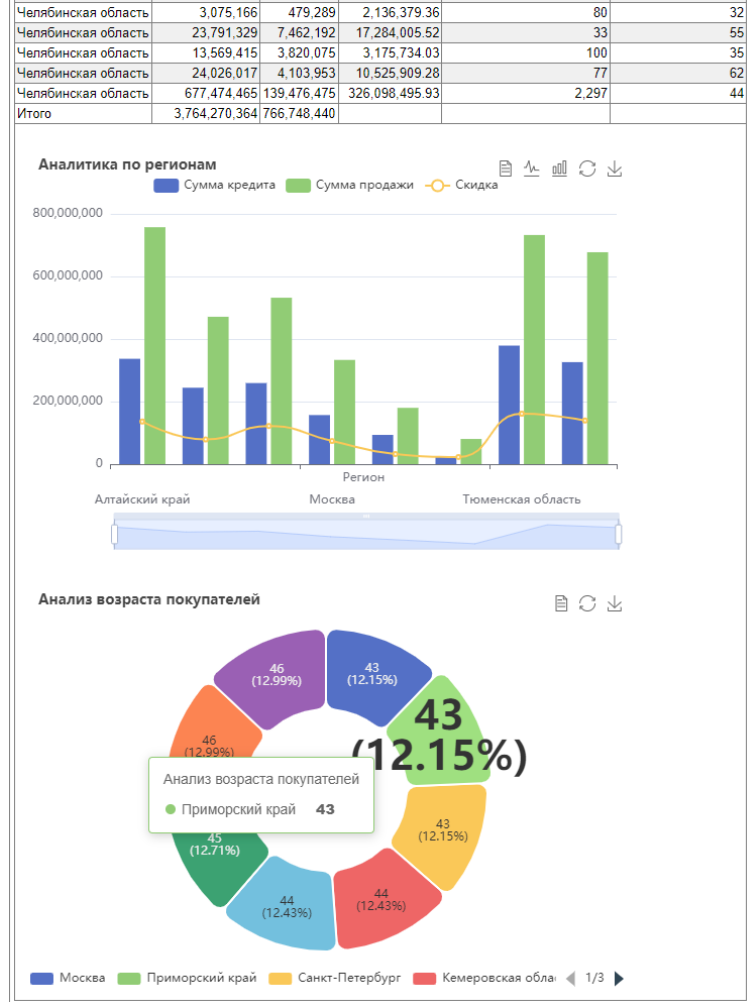 Челябинская область 3,075,166 479,289 2,136,379.36 80 32
Челябинская область 23,791,329 7,462,192 17,284,005.52 33 55
Челябинская область 13,569,415 3,820,075 3,175,734.03 100 35
Челябинская область 24,026,017 4,103,953 10,525,909.28 77 62
Челябинская область 677,474,465 139,476,475 326,098,495.93 2,297 44
Итого 3,764,270,364 766,748,440
Аналитика по регионам
Сумма кредита Сумма продажи Скидка
800,000,000
600,000,000
400,000,000
200,000,000
0
Регион
Алтайский край Москва Тюменская область
Анализ возраста покупателей
46
(12.99%)
43
(12.15%)
43
(12.15%)
46
(12.99%)
Анализ возраста покупателей
Приморский край 43
43
(12.15%)
45
(12.71%)
44
(12.43%)
44
(12.43%)
Москва Приморский край Санкт-Петербург Кемеровская обла 1/3